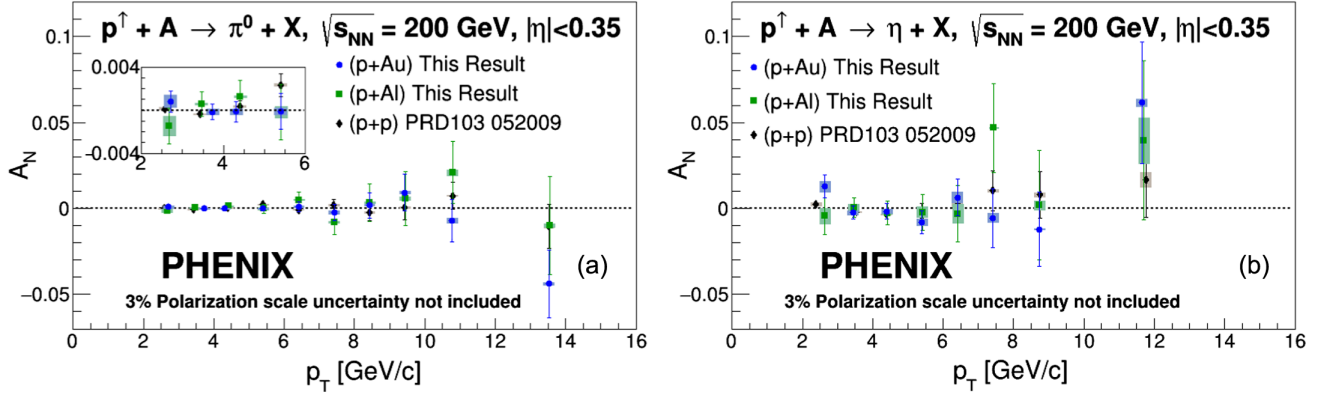 p↑ + A → π⁰ + X, √sNN = 200 GeV, |η|<0.35
0.1
(p+Au) This Result
(p+Al) This Result
(p+p) PRD103 052009
0.004
0
-0.004
2 4 6
0.05
0
−0.05
AN
PHENIX
(a)
3% Polarization scale uncertainty not included
0 2 4 6 8 10 12 14 16
pT [GeV/c]
p↑ + A → η + X, √sNN = 200 GeV, |η|<0.35
0.1
(p+Au) This Result
(p+Al) This Result
(p+p) PRD103 052009
0.05
0
−0.05
AN
PHENIX
(b)
3% Polarization scale uncertainty not included
0 2 4 6 8 10 12 14 16
pT [GeV/c]